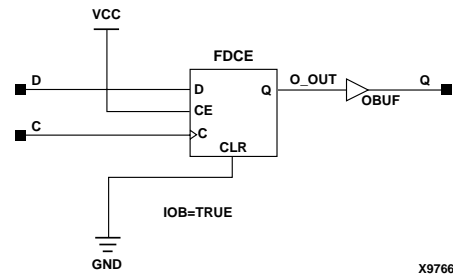 VCC
FDCE
D
D
Q
O_OUT
Q
CE
OBUF
C
C
CLR
IOB=TRUE
GND
X9766